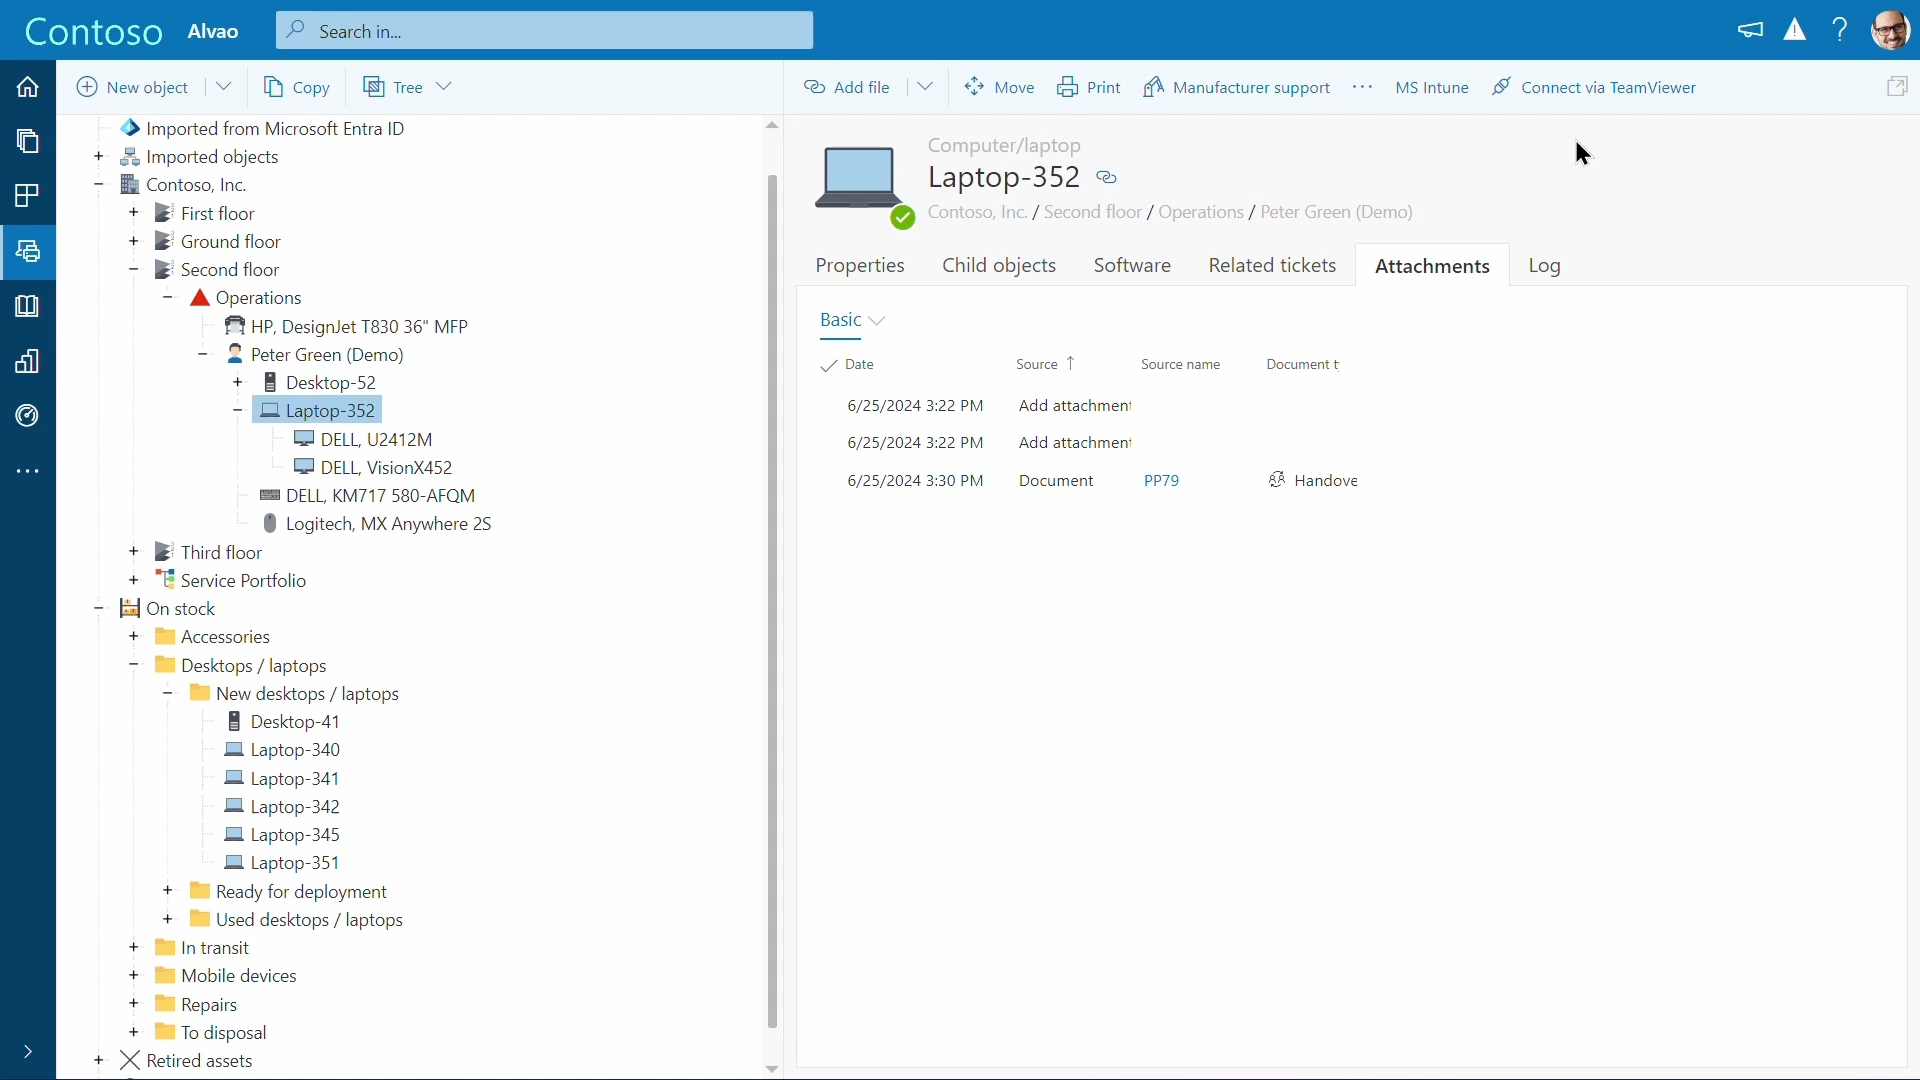 Contoso Alvao Search in...
New object Copy Tree Add file Move Print Manufacturer support ... MS Intune Connect via TeamViewer
Imported from Microsoft Entra ID
Imported objects
Contoso, Inc.
First floor
Ground floor
Second floor
Operations
HP, DesignJet T830 36" MFP
Peter Green (Demo)
Desktop-52
Laptop-352
DELL, U2412M
DELL, VisionX452
DELL, KM717 580-AFQM
Logitech, MX Anywhere 2S
Third floor
Service Portfolio
On stock
Accessories
Desktops / laptops
New desktops / laptops
Desktop-41
Laptop-340
Laptop-341
Laptop-342
Laptop-345
Laptop-351
Ready for deployment
Used desktops / laptops
In transit
Mobile devices
Repairs
To disposal
Retired assets
Computer/laptop
Laptop-352
Contoso, Inc. / Second floor / Operations / Peter Green (Demo)
Properties Child objects Software Related tickets Attachments Log
Basic
Date Source Source name Document t
6/25/2024 3:22 PM Add attachment
6/25/2024 3:22 PM Add attachment
6/25/2024 3:30 PM Document PP79 Handove